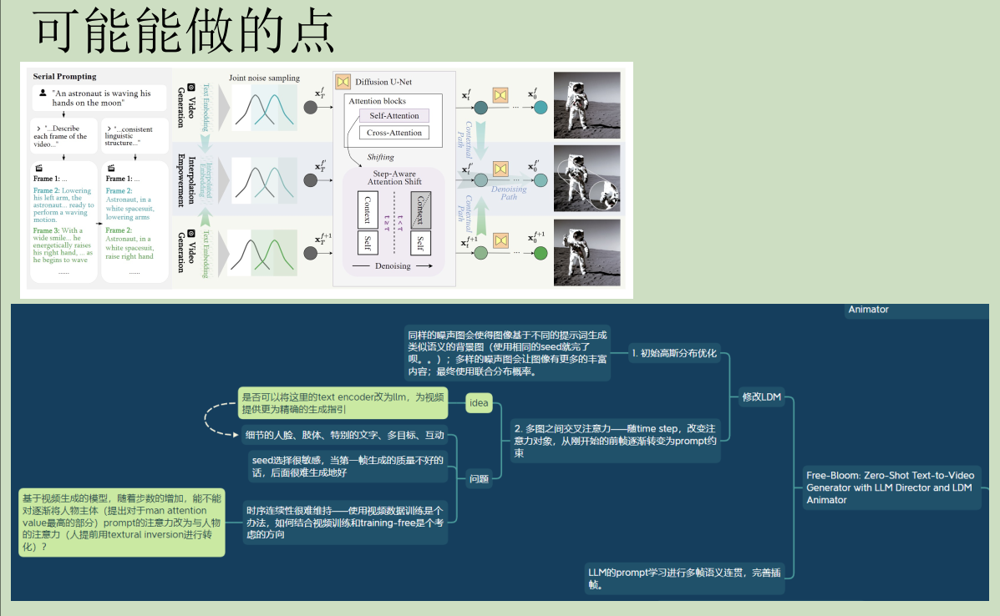 可能能做的点
Serial Prompting
"An astronaut is waving his
hands on the moon"
"...Describe
each frame of the
video..."
"...consistent
linguistic
structure..."
Frame 1: ...
Frame 2: Lowering
his left arm, the
astronaut... ready to
perform a waving
motion.
Frame 3: With a
wide smile... he
energetically raises
his right hand, ... as
he begins to wave
......
Frame 1: ...
Frame 2:
Astronaut, in a
white spacesuit,
lowering arms
Frame 2:
Astronaut, in a
white spacesuit,
raise right hand
......
Video
Generation
Text Embedding
Interpolation
Empowerment
Interpolated
Embedding
Video
Generation
Text Embedding
Joint noise sampling
x_T^f
x_T^f'
x_T^f+1
Diffusion U-Net
Attention blocks
Self-Attention
Cross-Attention
Shifting
Step-Aware
Attention Shift
Context
Self
t ≥ T
t < T
Context
Self
Denoising
x_t^f
...
x_0^f
Contextual
Path
x_t^f'
...
x_0^f'
Denoising
Path
Contextual
Path
x_t^f+1
...
x_0^f+1
Animator
同样的噪声图会使得图像基于不同的提示词生成
类似语义的背景图（使用相同的seed就完了
呗。。）；多样的噪声图会让图像有更多的丰富
内容；最终使用联合分布概率。
1. 初始高斯分布优化
是否可以将这里的text encoder改为llm，为视频
提供更为精确的生成指引
idea
修改LDM
细节的人脸、肢体、特别的文字、多目标、互动
2. 多图之间交叉注意力——随time step，改变注
意力对象，从刚开始的前帧逐渐转变为prompt约
束
seed选择很敏感，当第一帧生成的质量不好的
话，后面很难生成地好
问题
Free-Bloom: Zero-Shot Text-to-Video
Generator with LLM Director and LDM
Animator
基于视频生成的模型，随着步数的增加，能不能
对逐渐将人物主体（提出对于man attention
value最高的部分）prompt的注意力改为与人物
的注意力（人提前用textural inversion进行转
化）？
时序连续性很难维持——使用视频数据训练是个
办法，如何结合视频训练和training-free是个考
虑的方向
LLM的prompt学习进行多帧语义连贯，完善插
帧。